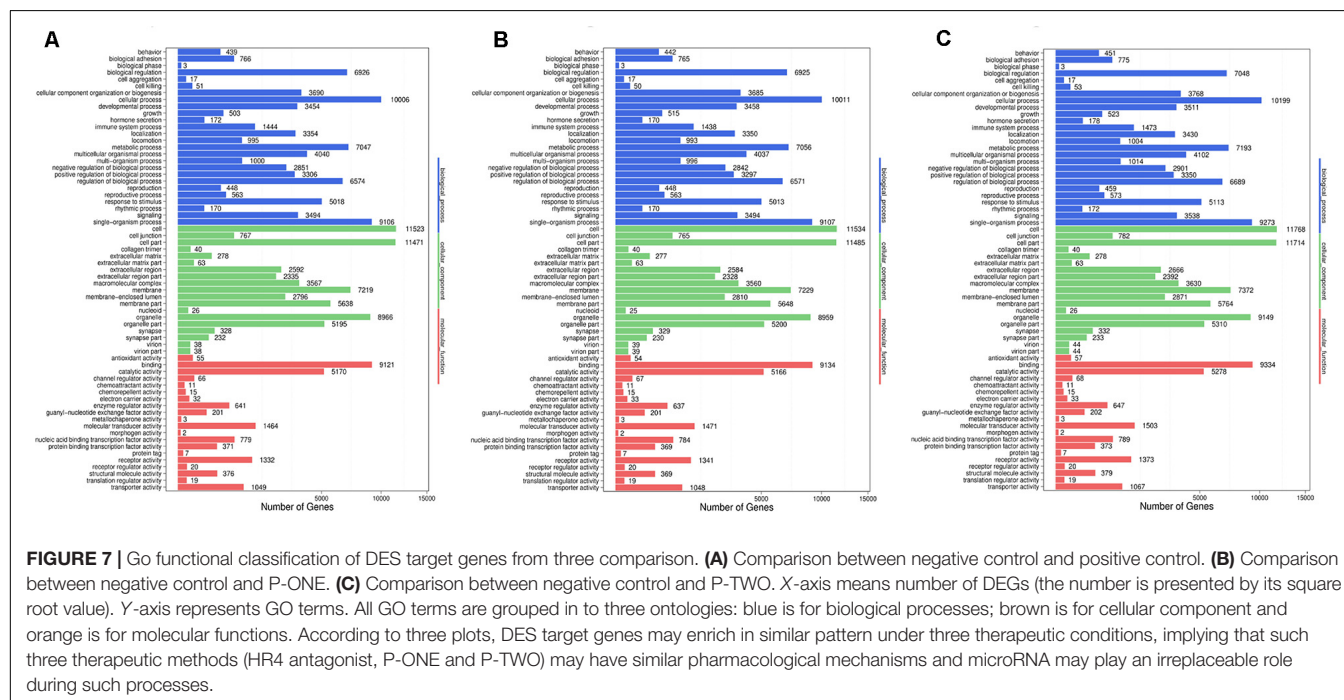 A
behavior 439
biological adhesion 766
biological phase 3
biological regulation 6926
cell aggregation 17
cell killing 51
cellular component organization or biogenesis 3690
cellular process 10006
developmental process 3454
growth 503
hormone secretion 172
immune system process 1444
localization 3354
locomotion 995
metabolic process 7047
multicellular organismal process 4040
multi-organism process 1000
negative regulation of biological process 2851
positive regulation of biological process 3306
regulation of biological process 6574
reproduction 448
reproductive process 563
response to stimulus 5018
rhythmic process 170
signaling 3494
single-organism process 9106
cell 11523
cell junction 767
cell part 11471
collagen trimer 40
extracellular matrix 278
extracellular matrix part 63
extracellular region 2592
extracellular region part 2335
macromolecular complex 3567
membrane 7219
membrane-enclosed lumen 2796
membrane part 5638
nucleoid 26
organelle 8966
organelle part 5195
synapse 328
synapse part 232
virion 38
virion part 38
antioxidant activity 55
binding 9121
catalytic activity 5170
channel regulator activity 66
chemoattractant activity 11
chemorepellent activity 15
electron carrier activity 32
enzyme regulator activity 641
guanyl-nucleotide exchange factor activity 201
metallochaperone activity 3
molecular transducer activity 1464
morphogen activity 2
nucleic acid binding transcription factor activity 779
protein binding transcription factor activity 371
protein tag 7
receptor activity 1332
receptor regulator activity 20
structural molecule activity 376
translation regulator activity 19
transporter activity 1049
5000 10000 15000
Number of Genes
biological_process
cellular_component
molecular_function
B
behavior 442
biological adhesion 765
biological phase 3
biological regulation 6925
cell aggregation 17
cell killing 50
cellular component organization or biogenesis 3685
cellular process 10011
developmental process 3458
growth 515
hormone secretion 170
immune system process 1438
localization 3350
locomotion 993
metabolic process 7056
multicellular organismal process 4037
multi-organism process 996
negative regulation of biological process 2842
positive regulation of biological process 3297
regulation of biological process 6571
reproduction 448
reproductive process 563
response to stimulus 5013
rhythmic process 170
signaling 3494
single-organism process 9107
cell 11534
cell junction 765
cell part 11485
collagen trimer 40
extracellular matrix 277
extracellular matrix part 63
extracellular region 2584
extracellular region part 2328
macromolecular complex 3560
membrane 7229
membrane-enclosed lumen 2810
membrane part 5648
nucleoid 25
organelle 8959
organelle part 5200
synapse 329
synapse part 230
virion 39
virion part 39
antioxidant activity 54
binding 9134
catalytic activity 5166
channel regulator activity 67
chemoattractant activity 11
chemorepellent activity 15
electron carrier activity 33
enzyme regulator activity 637
guanyl-nucleotide exchange factor activity 201
metallochaperone activity 3
molecular transducer activity 1471
morphogen activity 2
nucleic acid binding transcription factor activity 784
protein binding transcription factor activity 369
protein tag 7
receptor activity 1341
receptor regulator activity 20
structural molecule activity 369
translation regulator activity 19
transporter activity 1048
5000 10000 15000
Number of Genes
biological_process
cellular_component
molecular_function
C
behavior 451
biological adhesion 775
biological phase 3
biological regulation 7048
cell aggregation 17
cell killing 53
cellular component organization or biogenesis 3768
cellular process 10199
developmental process 3511
growth 523
hormone secretion 178
immune system process 1473
localization 3430
locomotion 1004
metabolic process 7193
multicellular organismal process 4102
multi-organism process 1014
negative regulation of biological process 2901
positive regulation of biological process 3350
regulation of biological process 6689
reproduction 459
reproductive process 573
response to stimulus 5113
rhythmic process 172
signaling 3538
single-organism process 9273
cell 11768
cell junction 782
cell part 11714
collagen trimer 40
extracellular matrix 278
extracellular matrix part 63
extracellular region 2666
extracellular region part 2392
macromolecular complex 3630
membrane 7372
membrane-enclosed lumen 2871
membrane part 5764
nucleoid 26
organelle 9149
organelle part 5310
synapse 332
synapse part 233
virion 44
virion part 44
antioxidant activity 57
binding 9334
catalytic activity 5278
channel regulator activity 68
chemoattractant activity 11
chemorepellent activity 15
electron carrier activity 33
enzyme regulator activity 647
guanyl-nucleotide exchange factor activity 202
metallochaperone activity 3
molecular transducer activity 1503
morphogen activity 2
nucleic acid binding transcription factor activity 789
protein binding transcription factor activity 373
protein tag 7
receptor activity 1373
receptor regulator activity 20
structural molecule activity 379
translation regulator activity 19
transporter activity 1067
5000 10000 15000
Number of Genes
biological_process
cellular_component
molecular_function
FIGURE 7 | Go functional classification of DES target genes from three comparison. (A) Comparison between negative control and positive control. (B) Comparison
between negative control and P-ONE. (C) Comparison between negative control and P-TWO. X-axis means number of DEGs (the number is presented by its square
root value). Y-axis represents GO terms. All GO terms are grouped in to three ontologies: blue is for biological processes; brown is for cellular component and
orange is for molecular functions. According to three plots, DES target genes may enrich in similar pattern under three therapeutic conditions, implying that such
three therapeutic methods (HR4 antagonist, P-ONE and P-TWO) may have similar pharmacological mechanisms and microRNA may play an irreplaceable role
during such processes.